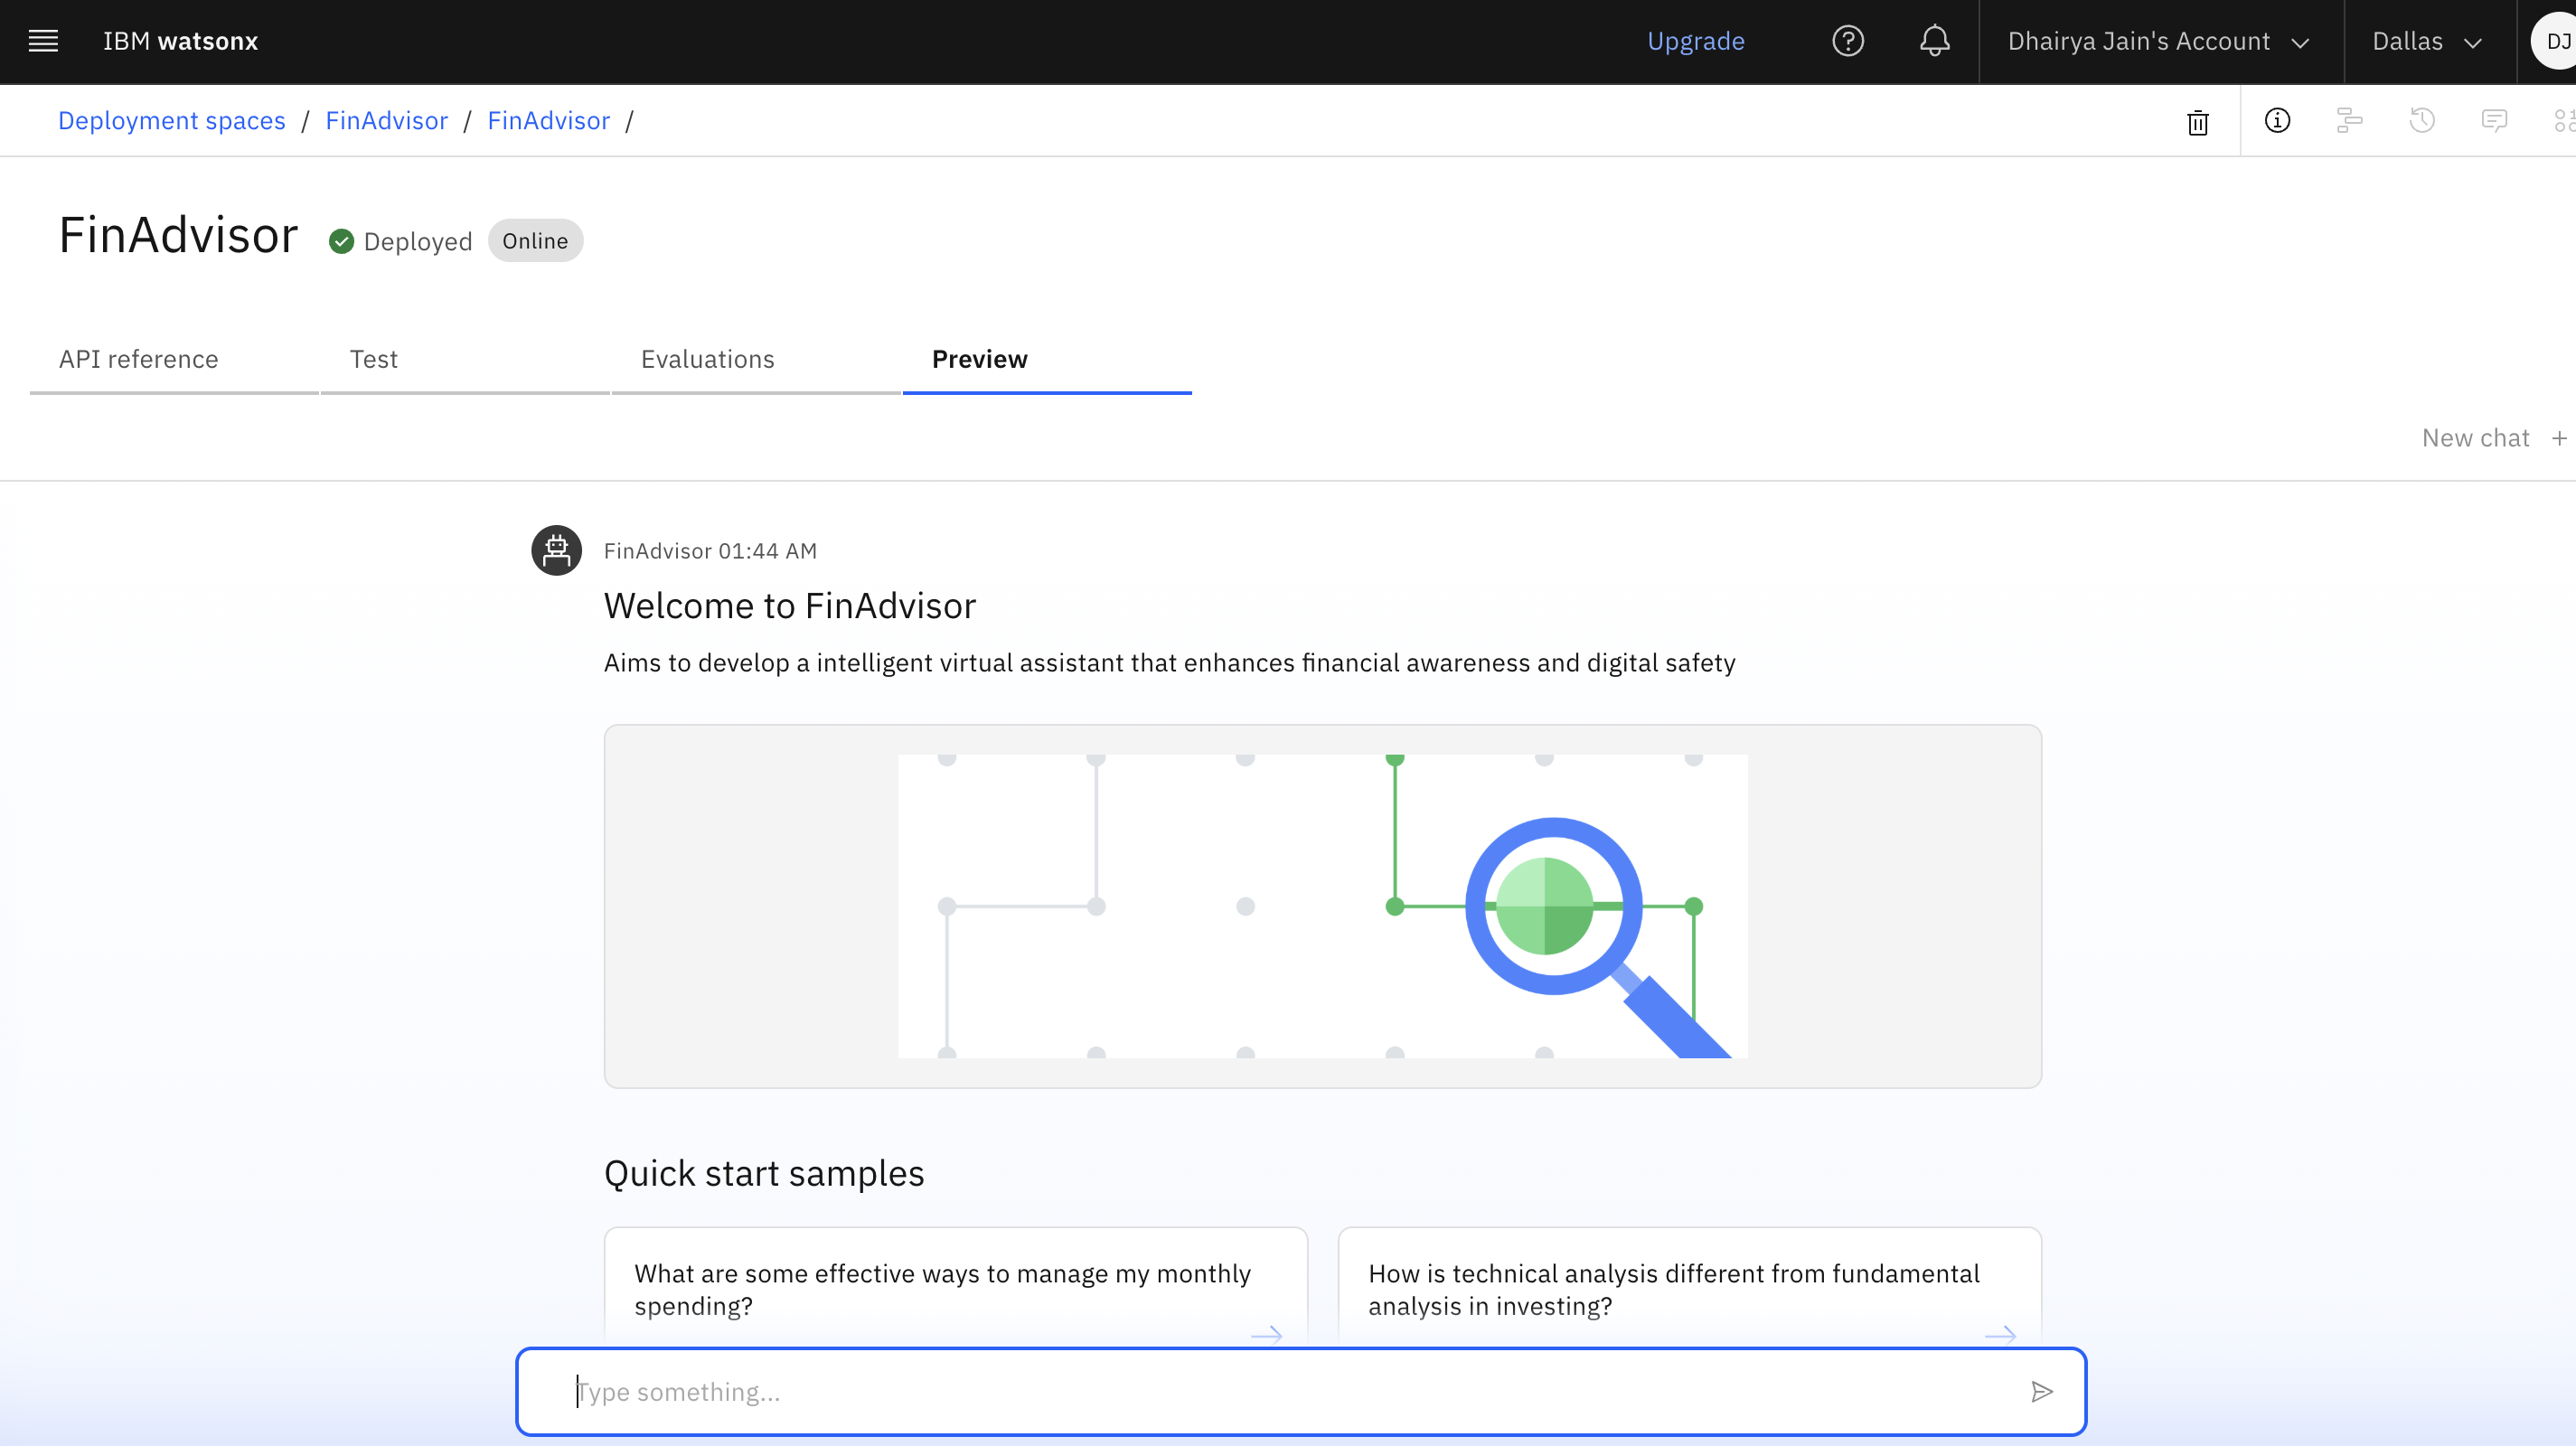 IBM watsonx
Upgrade
Dhairya Jain's Account
Dallas
DJ
Deployment spaces / FinAdvisor / FinAdvisor /
FinAdvisor
Deployed
Online
API reference
Test
Evaluations
Preview
New chat +
FinAdvisor 01:44 AM
Welcome to FinAdvisor
Aims to develop a intelligent virtual assistant that enhances financial awareness and digital safety
Quick start samples
What are some effective ways to manage my monthly
spending?
How is technical analysis different from fundamental
analysis in investing?
Type something...